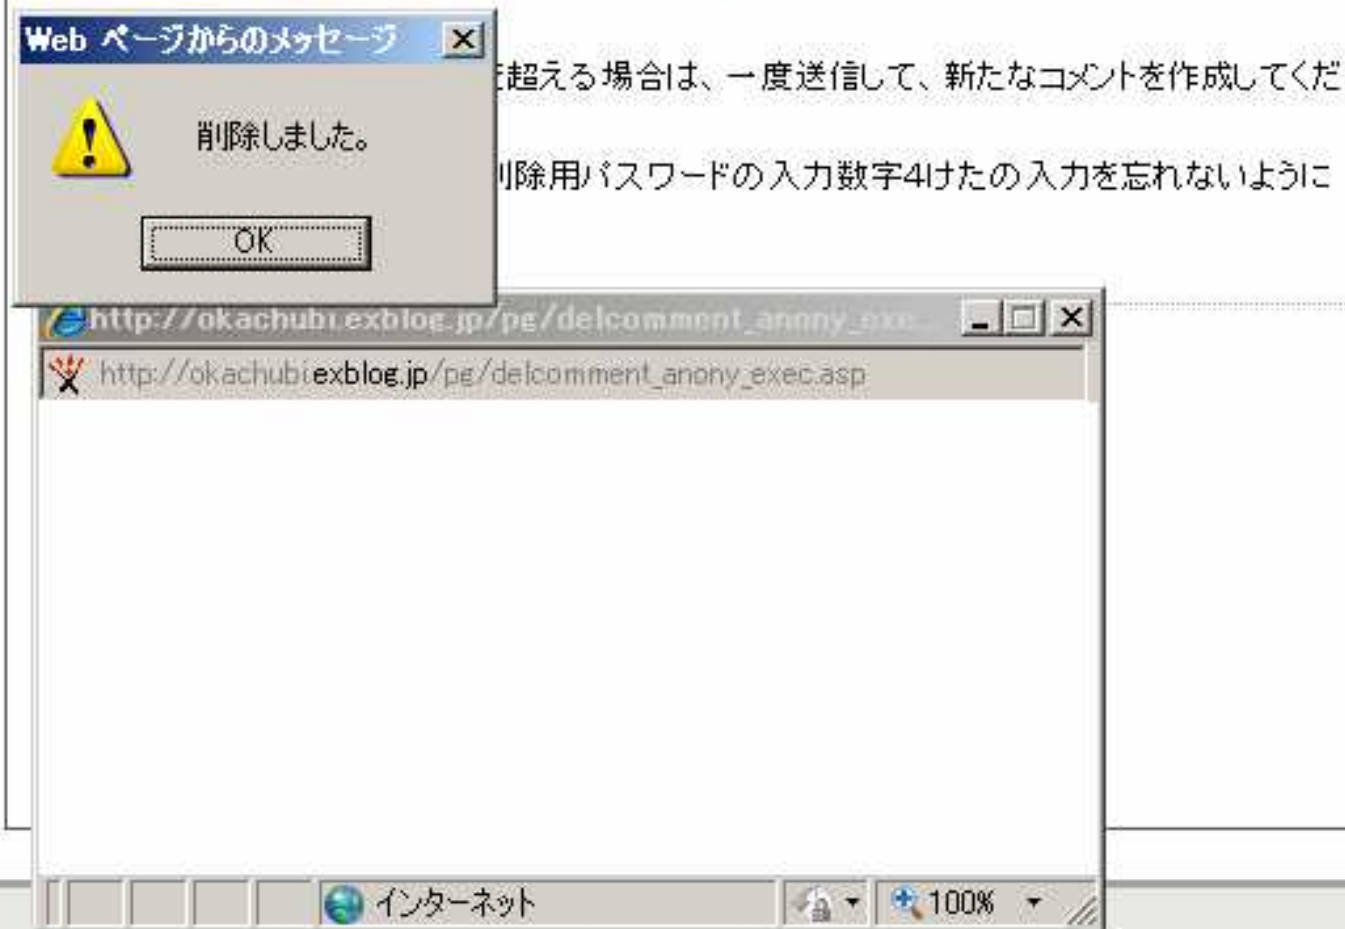 Web ページからのメッセージ
削除しました。
OK
超える場合は、一度送信して、新たなコメントを作成してくだ
除用パスワードの入力数字4けたの入力を忘れないように
http://okachubi.exblog.jp/pg/delcomment_anony_exe...
http://okachubi.exblog.jp/pg/delcomment_anony_exec.asp
インターネット
100%